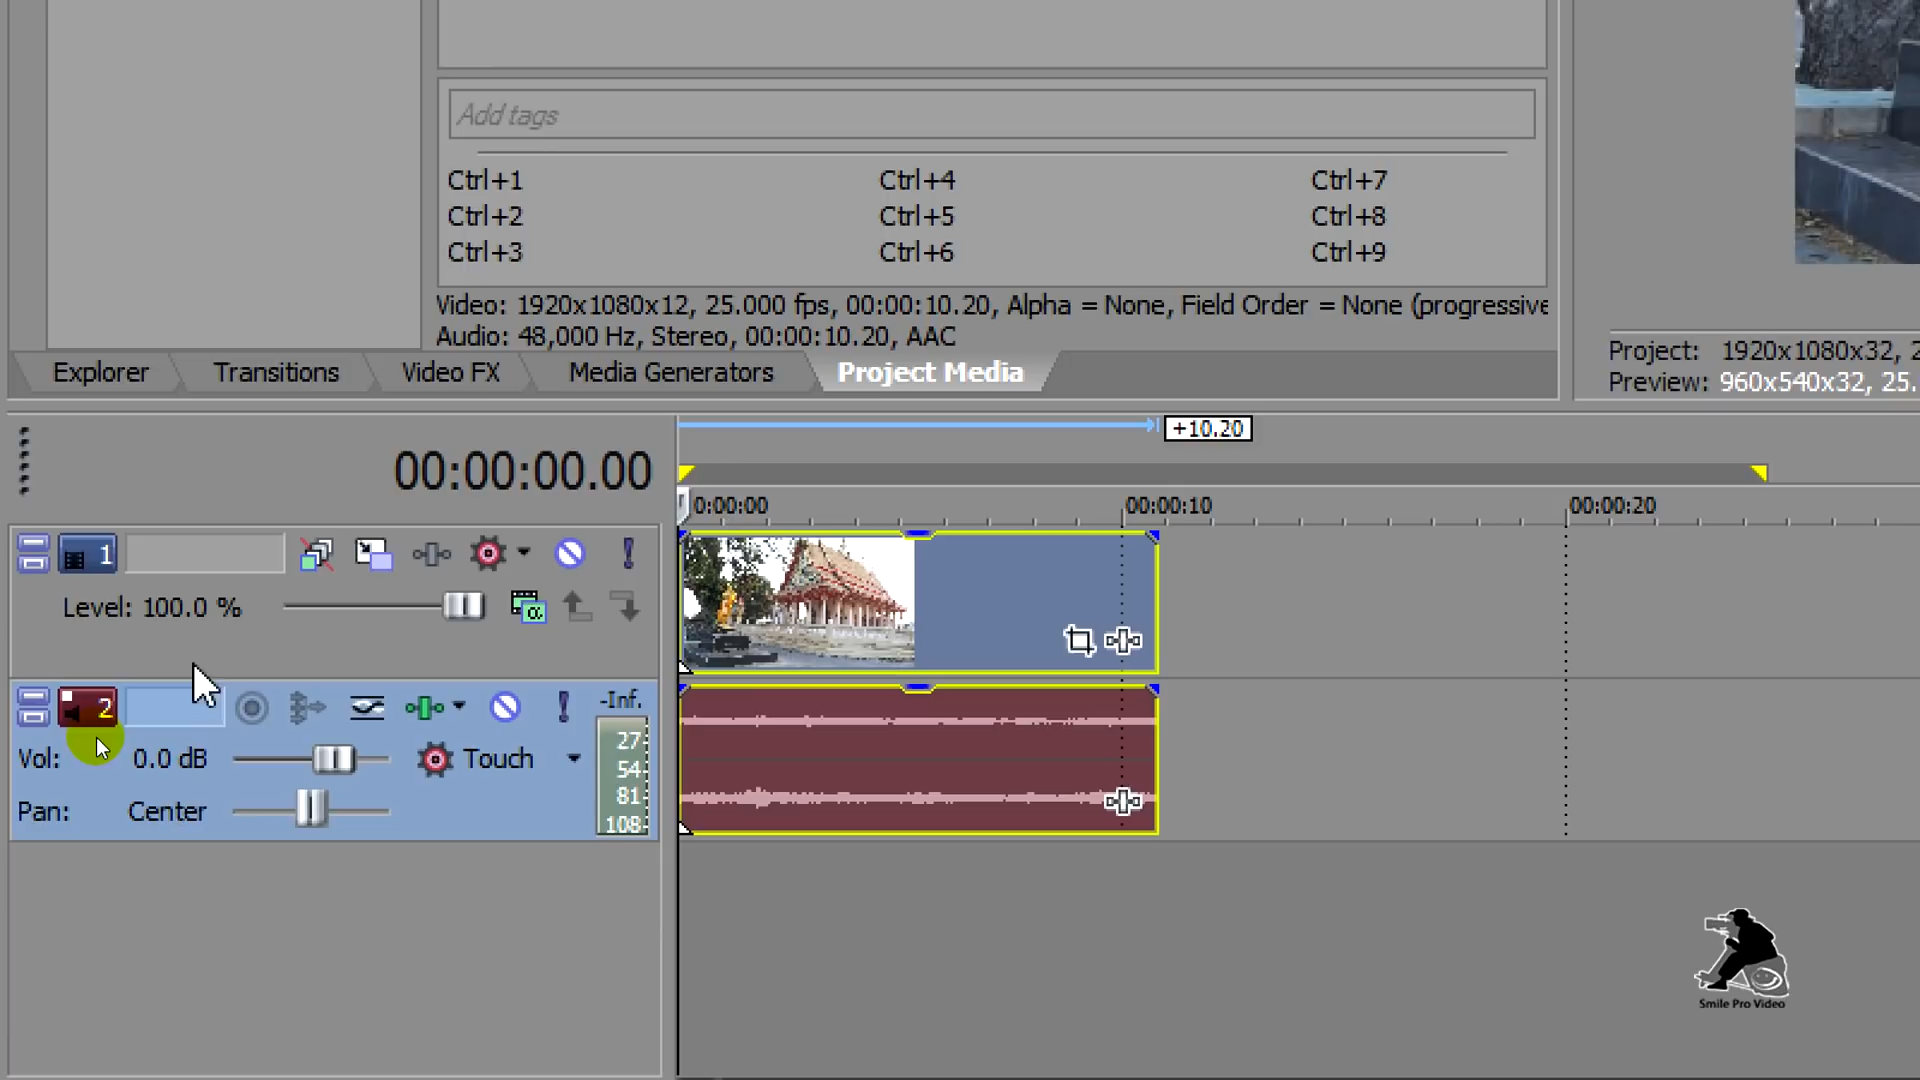 Add tags
Ctrl+1 Ctrl+4 Ctrl+7
Ctrl+2 Ctrl+5 Ctrl+8
Ctrl+3 Ctrl+6 Ctrl+9
Video: 1920x1080x12, 25.000 fps, 00:00:10.20, Alpha = None, Field Order = None (progressive
Audio: 48,000 Hz, Stereo, 00:00:10.20, AAC
Project: 1920x1080x32, 2
Preview: 960x540x32, 25.
Explorer Transitions Video FX Media Generators Project Media
+10.20
00:00:00.00
0:00:00 00:00:10 00:00:20
1
Level: 100.0 %
2 -Inf.
Vol: 0.0 dB Touch
Pan: Center
27
54
81
108
Smile Pro Video